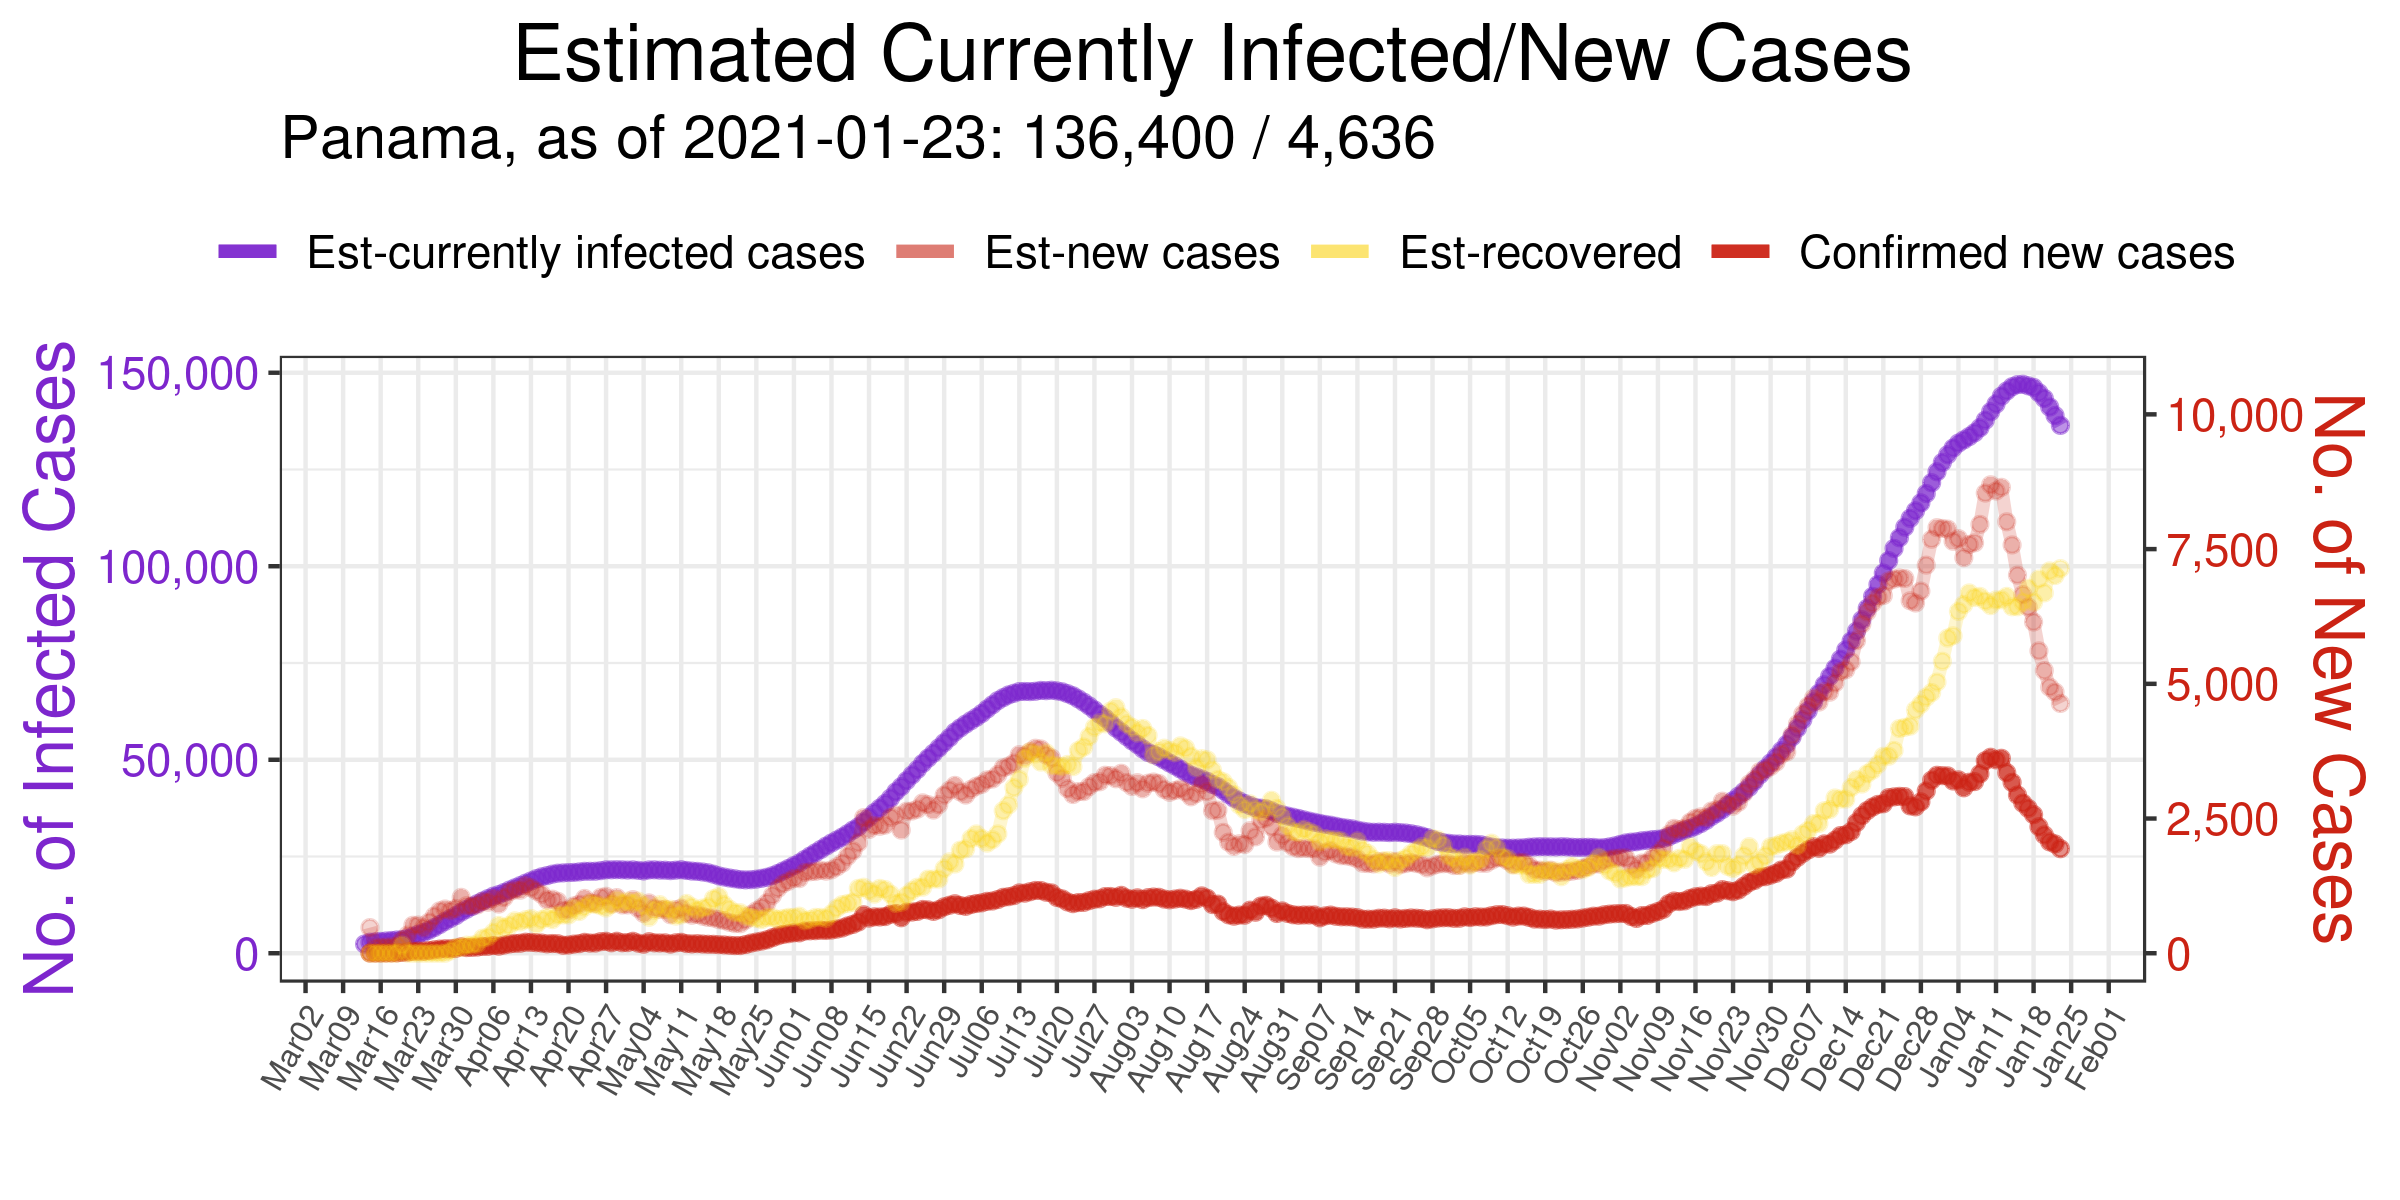 Estimated Currently Infected/New Cases
Panama, as of 2021-01-23: 136,400 / 4,636
Est-currently infected cases Est-new cases Est-recovered Confirmed new cases
No. of Infected Cases
150,000
100,000
50,000
0
10,000
7,500
5,000
2,500
0
No. of New Cases
Mar02 Mar09 Mar16 Mar23 Mar30 Apr06 Apr13 Apr20 Apr27 May04 May11 May18 May25 Jun01 Jun08 Jun15 Jun22 Jun29 Jul06 Jul13 Jul20 Jul27 Aug03 Aug10 Aug17 Aug24 Aug31 Sep07 Sep14 Sep21 Sep28 Oct05 Oct12 Oct19 Oct26 Nov02 Nov09 Nov16 Nov23 Nov30 Dec07 Dec14 Dec21 Dec28 Jan04 Jan11 Jan18 Jan25 Feb01